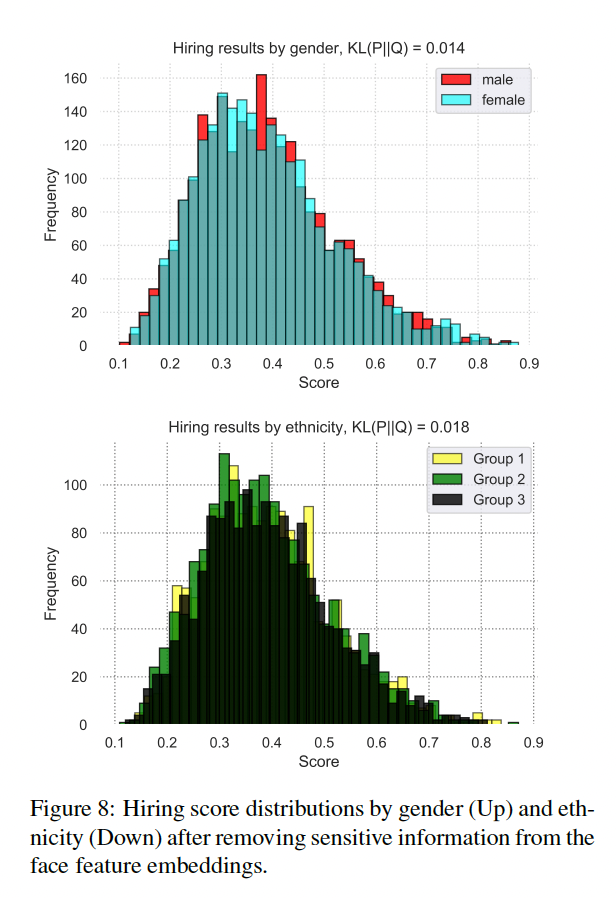 Hiring results by gender, KL(P||Q) = 0.014
male
female
160
140
120
100
80
60
40
20
0
Frequency
0.1 0.2 0.3 0.4 0.5 0.6 0.7 0.8 0.9
Score
Hiring results by ethnicity, KL(P||Q) = 0.018
Group 1
Group 2
Group 3
100
80
60
40
20
0
Frequency
0.1 0.2 0.3 0.4 0.5 0.6 0.7 0.8 0.9
Score
Figure 8: Hiring score distributions by gender (Up) and eth-
nicity (Down) after removing sensitive information from the
face feature embeddings.